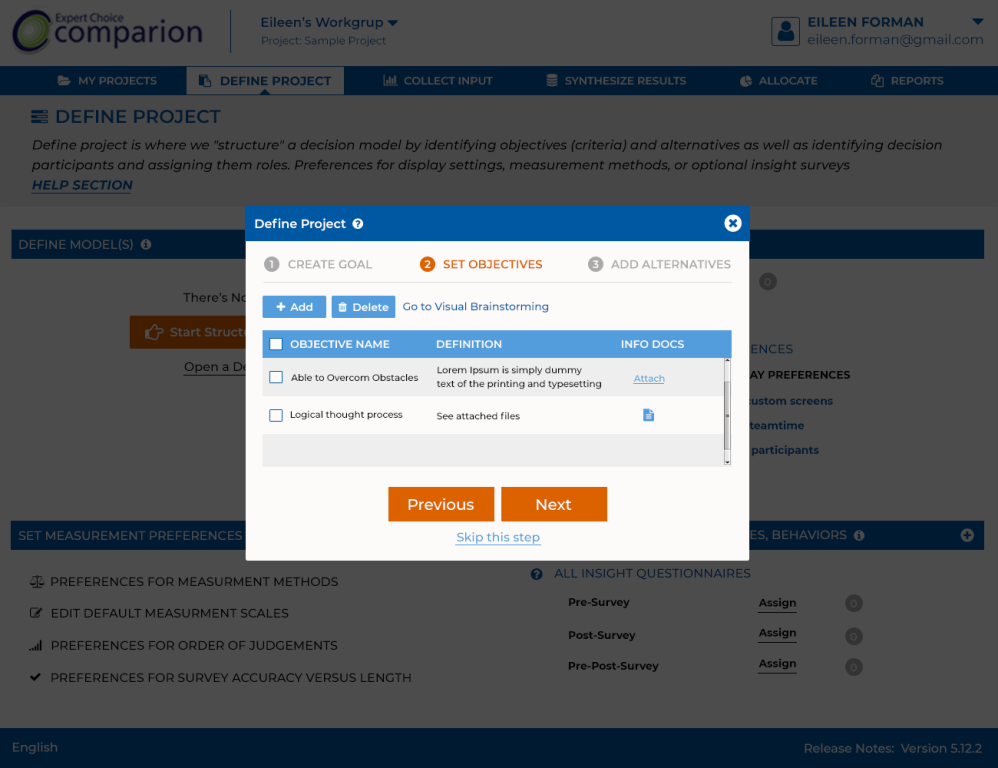 Expert Choice
comparion
Eileen's Workgrup
Project: Sample Project
EILEEN FORMAN
eileen.forman@gmail.com
MY PROJECTS
DEFINE PROJECT
COLLECT INPUT
SYNTHESIZE RESULTS
ALLOCATE
REPORTS
DEFINE PROJECT
Define project is where we "structure" a decision model by identifying objectives (criteria) and alternatives as well as identifying decision
participants and assigning them roles. Preferences for display settings, measurement methods, or optional insight surveys
HELP SECTION
DEFINE MODEL(S)
There's No
Start Struct
Open a De
0
ENCES
AY PREFERENCES
ustom screens
teamtime
participants
Define Project
1 CREATE GOAL
2 SET OBJECTIVES
3 ADD ALTERNATIVES
+ Add
Delete
Go to Visual Brainstorming
OBJECTIVE NAME DEFINITION INFO DOCS
Able to Overcom Obstacles
Lorem Ipsum is simply dummy
text of the printing and typesetting
Attach
Logical thought process
See attached files
Previous
Next
Skip this step
SET MEASUREMENT PREFERENCES
PREFERENCES FOR MEASURMENT METHODS
EDIT DEFAULT MEASURMENT SCALES
PREFERENCES FOR ORDER OF JUDGEMENTS
PREFERENCES FOR SURVEY ACCURACY VERSUS LENGTH
ES, BEHAVIORS
ALL INSIGHT QUESTIONNAIRES
Pre-Survey Assign 0
Post-Survey Assign 0
Pre-Post-Survey Assign 0
English
Release Notes: Version 5.12.2